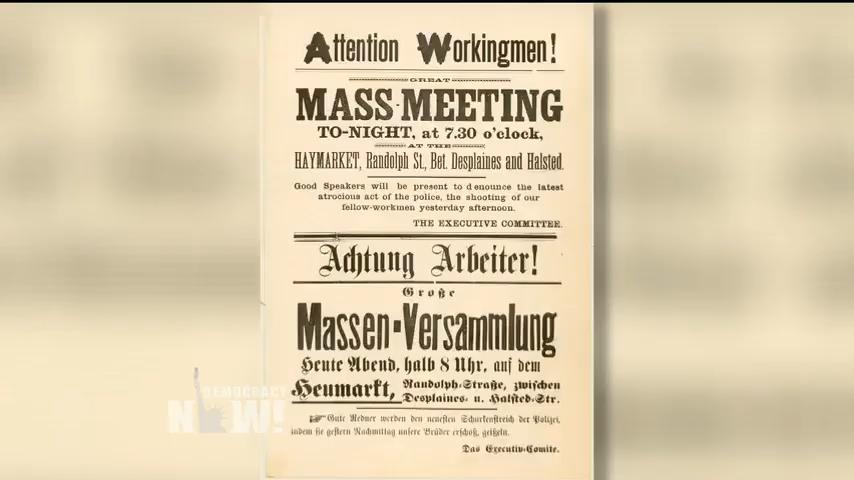 Attention Workingmen!
GREAT
MASS-MEETING
TO-NIGHT, at 7.30 o'clock,
AT THE
HAYMARKET, Randolph St., Bet. Desplaines and Halsted.
Good Speakers will be present to denounce the latest
atrocious act of the police, the shooting of our
fellow-workmen yesterday afternoon.
THE EXECUTIVE COMMITTEE.
Achtung Arbeiter!
Große
Massen-Versammlung
Heute Abend, halb 8 Uhr, auf dem
Heumarkt, Randolph-Straße, zwischen
Desplaines- u. Halsted-Str.
☞ Gute Redner werden den neuesten Schurkenstreich der Polizei,
indem sie gestern Nachmittag unsere Brüder erschoß, geißeln.
Das Executiv-Comite.
DEMOCRACY
NOW!